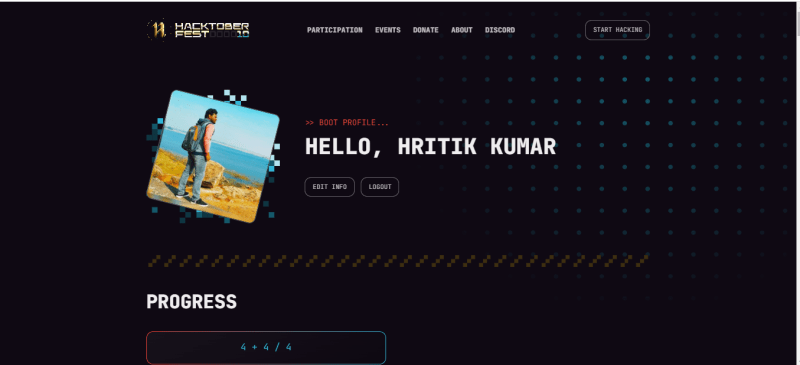 HACKTOBER
FEST 10
PARTICIPATION EVENTS DONATE ABOUT DISCORD
START HACKING
>> BOOT PROFILE...
HELLO, HRITIK KUMAR
EDIT INFO LOGOUT
PROGRESS
4 + 4 / 4